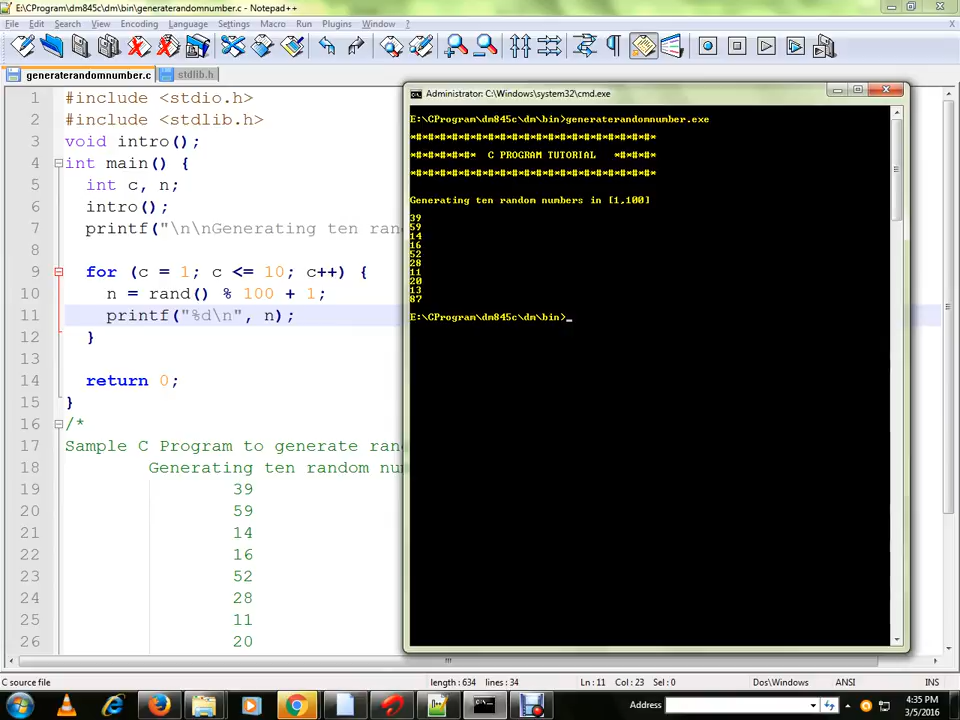 E:\CProgram\dm845c\dm\bin\generaterandomnumber.c - Notepad++
File Edit Search View Encoding Language Settings Macro Run Plugins Window ?
generaterandomnumber.c stdlib.h
1 #include <stdio.h>
2 #include <stdlib.h>
3 void intro();
4 int main() {
5 int c, n;
6 intro();
7 printf("\n\nGenerating ten ran
8
9 for (c = 1; c <= 10; c++) {
10 n = rand() % 100 + 1;
11 printf("%d\n", n);
12 }
13
14 return 0;
15 }
16 /*
17 Sample C Program to generate ran
18 Generating ten random nu
19 39
20 59
21 14
22 16
23 52
24 28
25 11
26 20
Administrator: C:\Windows\system32\cmd.exe
E:\CProgram\dm845c\dm\bin>generaterandomnumber.exe
*#*#*#*#*#*#*#*#*#*#*#*#*#*#*#*#*#*#*#*#*
*#*#*#*#*#* C PROGRAM TUTORIAL *#*#*#*
*#*#*#*#*#*#*#*#*#*#*#*#*#*#*#*#*#*#*#*#*
Generating ten random numbers in [1,100]
39
59
14
16
52
28
11
20
13
87
E:\CProgram\dm845c\dm\bin>_
C source file length : 634 lines : 34 Ln : 11 Col : 23 Sel : 0 Dos\Windows ANSI INS
Address
4:35 PM
3/5/2016